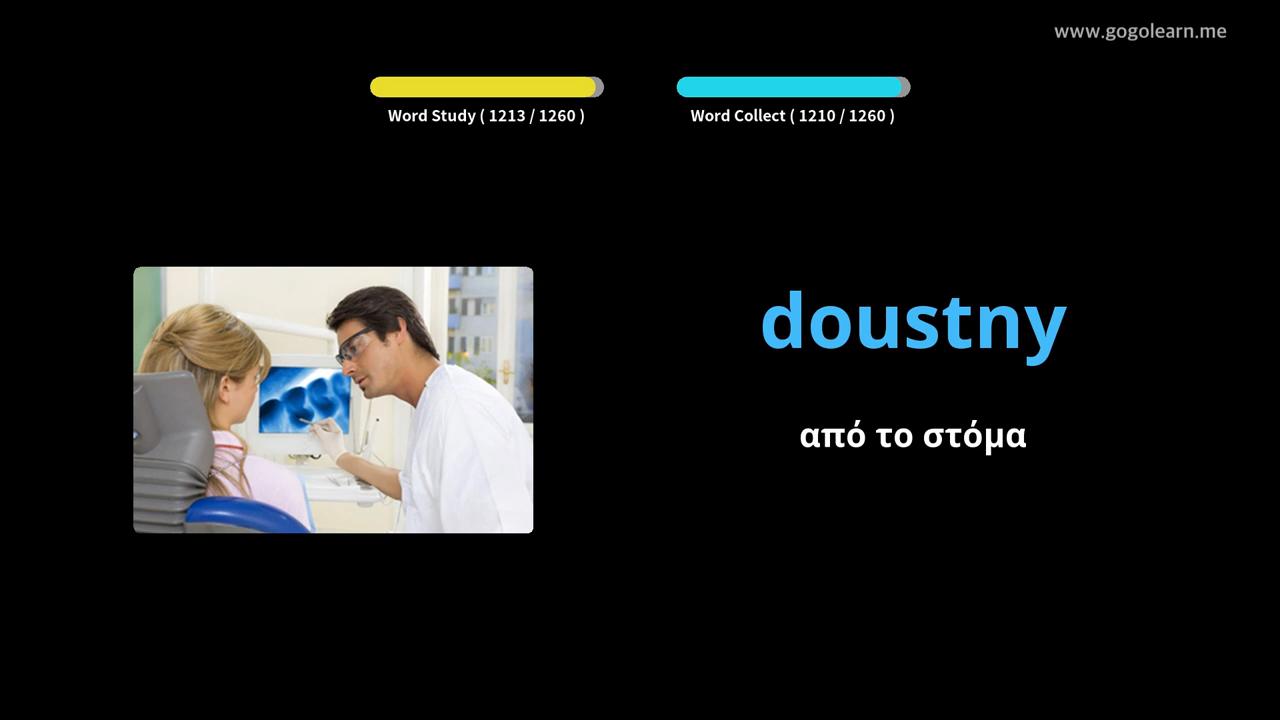 www.gogolearn.me
Word Study ( 1213 / 1260 )
Word Collect ( 1210 / 1260 )
doustny
από το στόμα